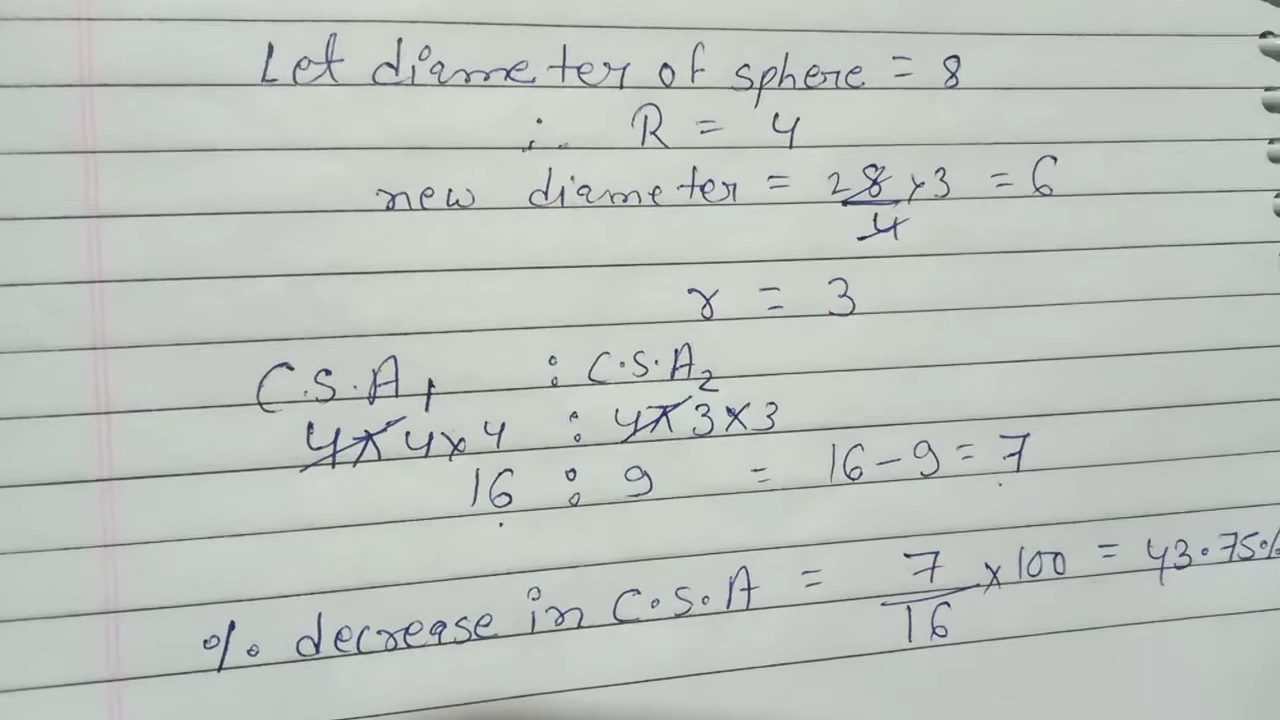 Let diameter of sphere = 8
∴ R = 4
new diameter = 2 8/4 × 3 = 6
r = 3
C.S.A1 : C.S.A2
4π 4×4 : 4π 3×3
16 : 9 = 16-9 = 7
% decrease in C.S.A = 7/16 × 100 = 43.75%